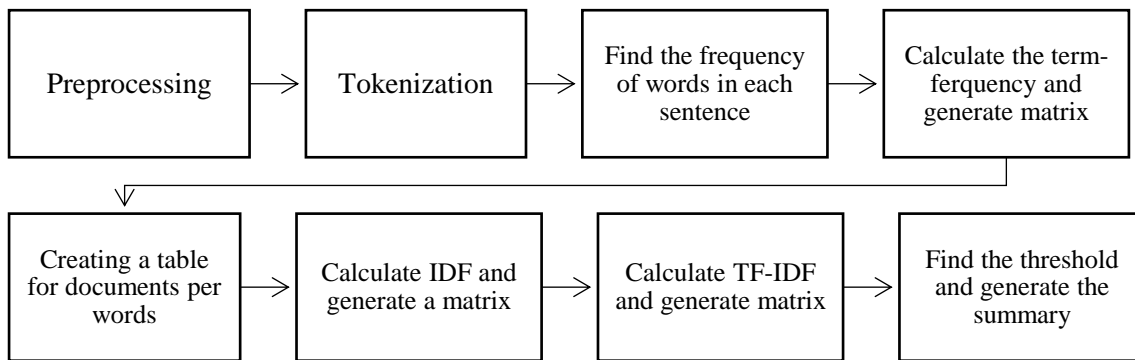 Preprocessing
Tokenization
Find the frequency
of words in each
sentence
Calculate the term-
ferquency and
generate matrix
Creating a table
for documents per
words
Calculate IDF and
generate a matrix
Calculate TF-IDF
and generate matrix
Find the threshold
and generate the
summary